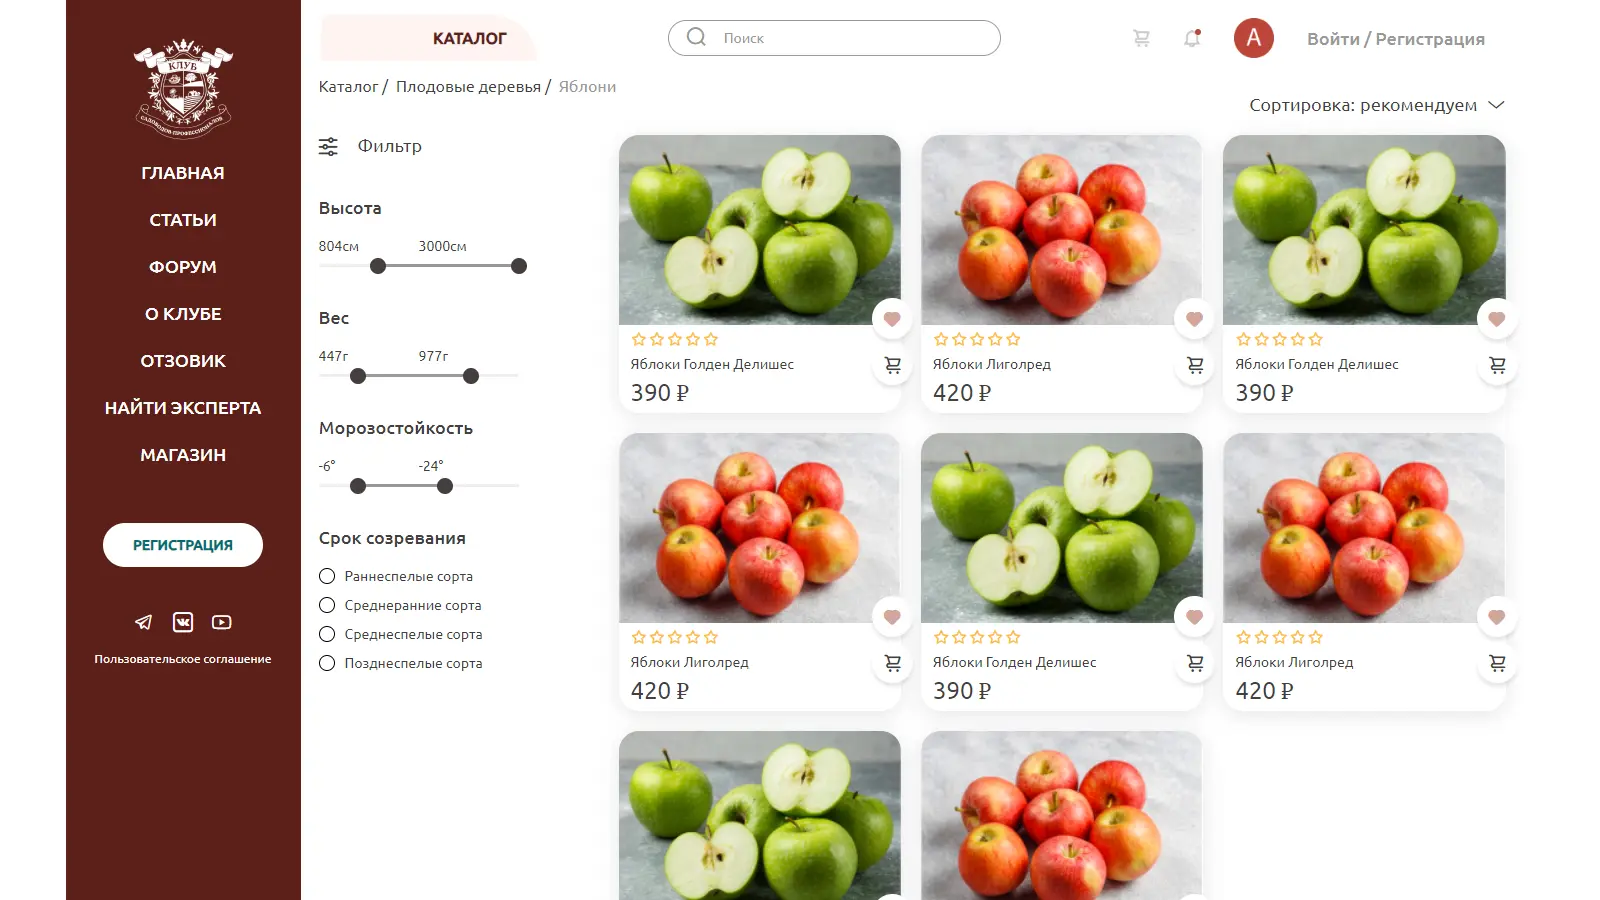 КЛУБ
САДОВОДОВ-ПРОФЕССИОНАЛОВ
ГЛАВНАЯ
СТАТЬИ
ФОРУМ
О КЛУБЕ
ОТЗОВИК
НАЙТИ ЭКСПЕРТА
МАГАЗИН
РЕГИСТРАЦИЯ
Пользовательское соглашение
КАТАЛОГ
Поиск
А
Войти / Регистрация
Каталог / Плодовые деревья / Яблони
Сортировка: рекомендуем
Фильтр
Высота
804см 3000см
Вес
447г 977г
Морозостойкость
-6° -24°
Срок созревания
Раннеспелые сорта
Среднеранние сорта
Среднеспелые сорта
Позднеспелые сорта
Яблоки Голден Делишес
390 ₽
Яблоки Лиголред
420 ₽
Яблоки Голден Делишес
390 ₽
Яблоки Лиголред
420 ₽
Яблоки Голден Делишес
390 ₽
Яблоки Лиголред
420 ₽